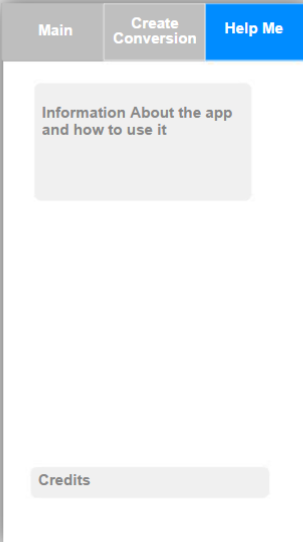 Main
Create
Conversion
Help Me
Information About the app
and how to use it
Credits